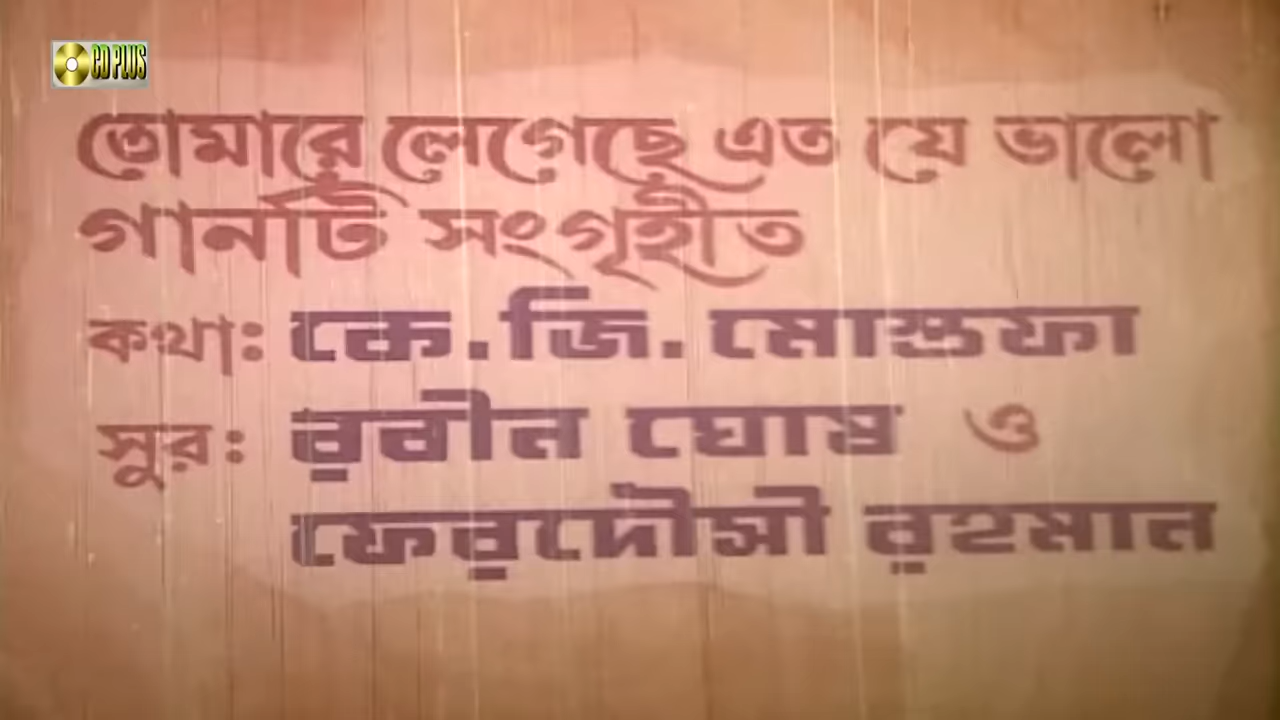 CD PLUS
তোমারে লেগেছে এত যে ভালো
গানটি সংগৃহীত
কথাঃ কে. জি. মোস্তফা
সুরঃ রবীন ঘোষ ও
ফেরদৌসী রহমান